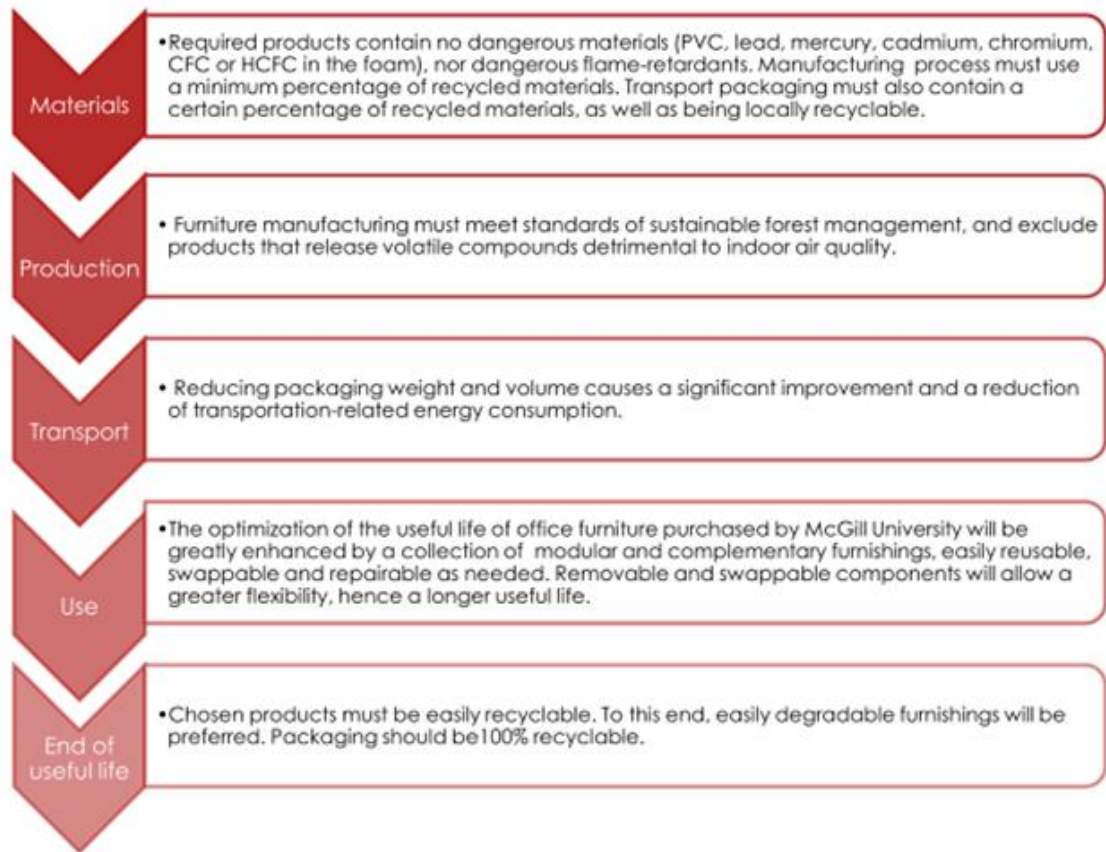 Materials
•Required products contain no dangerous materials (PVC, lead, mercury, cadmium, chromium,
CFC or HCFC in the foam), nor dangerous flame-retardants. Manufacturing process must use
a minimum percentage of recycled materials. Transport packaging must also contain a
certain percentage of recycled materials, as well as being locally recyclable.
Production
• Furniture manufacturing must meet standards of sustainable forest management, and exclude
products that release volatile compounds detrimental to indoor air quality.
Transport
• Reducing packaging weight and volume causes a significant improvement and a reduction
of transportation-related energy consumption.
Use
•The optimization of the useful life of office furniture purchased by McGill University will be
greatly enhanced by a collection of modular and complementary furnishings, easily reusable,
swappable and repairable as needed. Removable and swappable components will allow a
greater flexibility, hence a longer useful life.
End of
useful life
•Chosen products must be easily recyclable. To this end, easily degradable furnishings will be
preferred. Packaging should be100% recyclable.